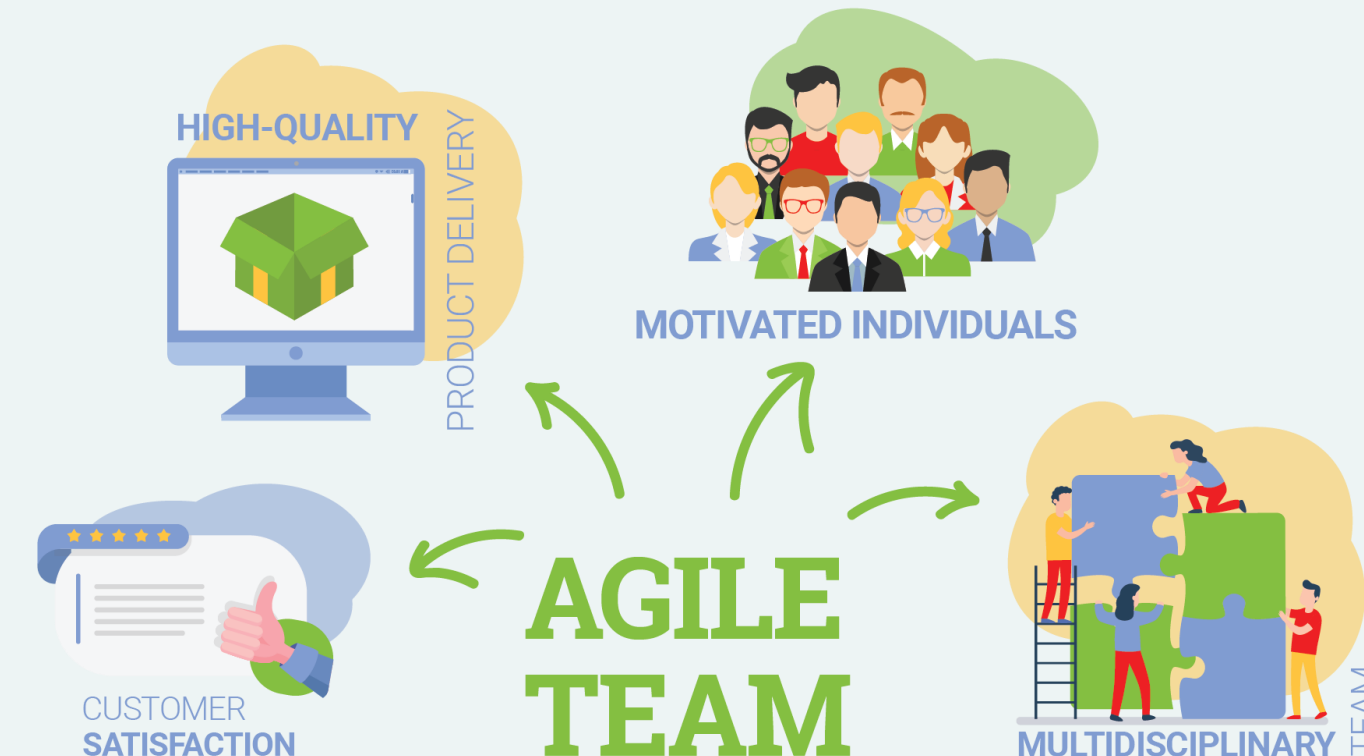 HIGH-QUALITY
PRODUCT DELIVERY
MOTIVATED INDIVIDUALS
CUSTOMER
SATISFACTION
AGILE
TEAM
MULTIDISCIPLINARY
TEAM